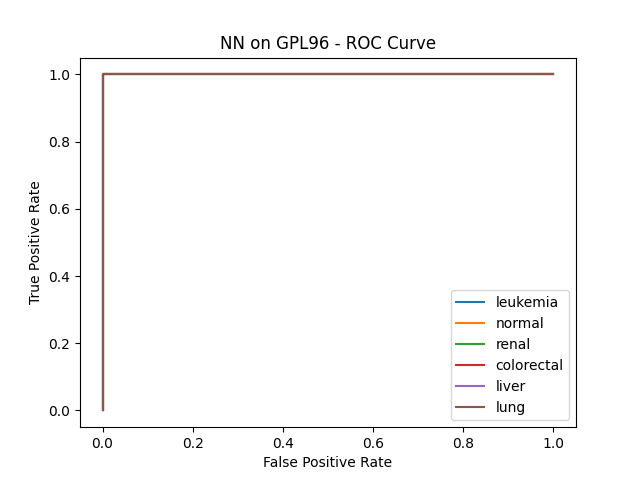 NN on GPL96 - ROC Curve
True Positive Rate
1.0
0.8
0.6
0.4
0.2
0.0
leukemia
normal
renal
colorectal
liver
lung
0.0 0.2 0.4 0.6 0.8 1.0
False Positive Rate